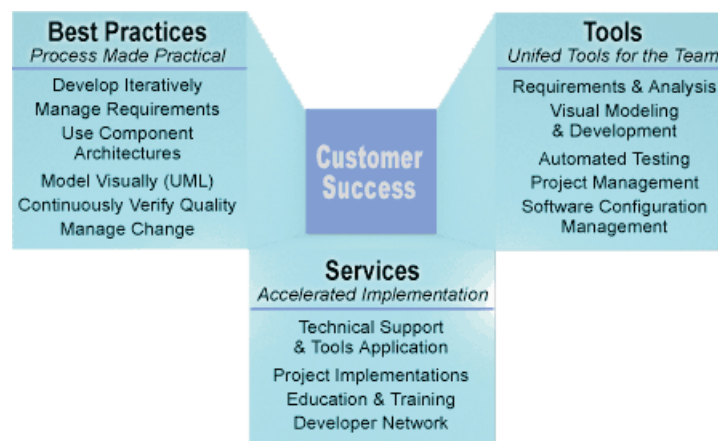 Best Practices
Process Made Practical
Develop Iteratively
Manage Requirements
Use Component
Architectures
Model Visually (UML)
Continuously Verify Quality
Manage Change
Customer
Success
Tools
Unifed Tools for the Team
Requirements & Analysis
Visual Modeling
& Development
Automated Testing
Project Management
Software Configuration
Management
Services
Accelerated Implementation
Technical Support
& Tools Application
Project Implementations
Education & Training
Developer Network